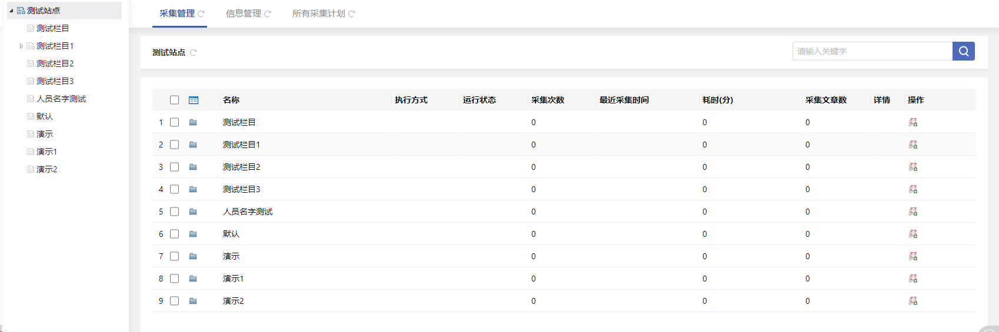 测试站点
测试栏目
测试栏目1
测试栏目2
测试栏目3
人员名字测试
默认
演示
演示1
演示2
采集管理 信息管理 所有采集计划
测试站点 请输入关键字
名称 执行方式 运行状态 采集次数 最近采集时间 耗时(分) 采集文章数 详情 操作
1 测试栏目 0 0 0
2 测试栏目1 0 0 0
3 测试栏目2 0 0 0
4 测试栏目3 0 0 0
5 人员名字测试 0 0 0
6 默认 0 0 0
7 演示 0 0 0
8 演示1 0 0 0
9 演示2 0 0 0